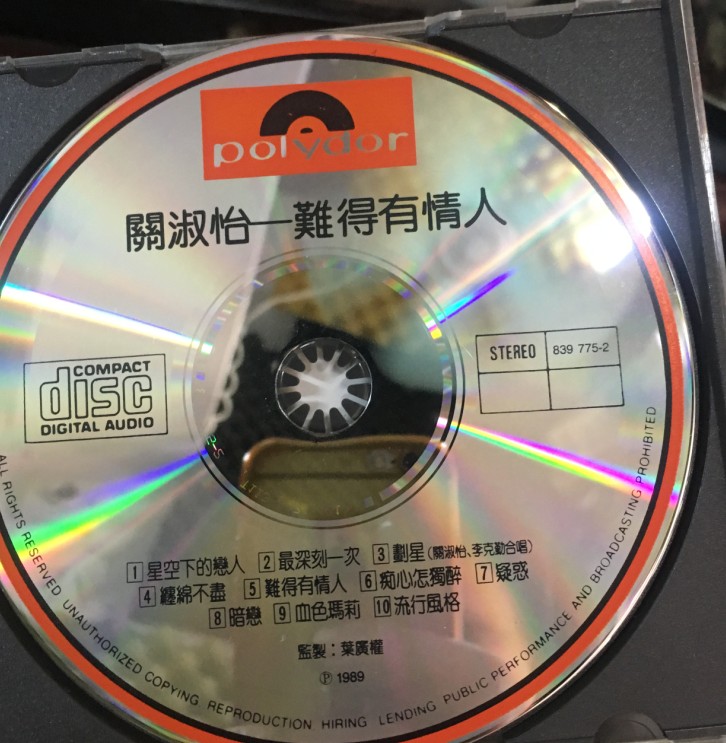 polydor
關淑怡—難得有情人
STEREO 839 775-2
COMPACT
disc
DIGITAL AUDIO
1 星空下的戀人 2 最深刻一次 3 劃星(關淑怡、李克勤合唱)
4 纏綿不盡 5 難得有情人 6 痴心怎獨醉 7 疑惑
8 暗戀 9 血色瑪莉 10 流行風格
監製：葉廣權
Ⓟ 1989
ALL RIGHTS RESERVED UNAUTHORIZED COPYING, REPRODUCTION HIRING LENDING PUBLIC PERFORMANCE AND BROADCASTING PROHIBITED